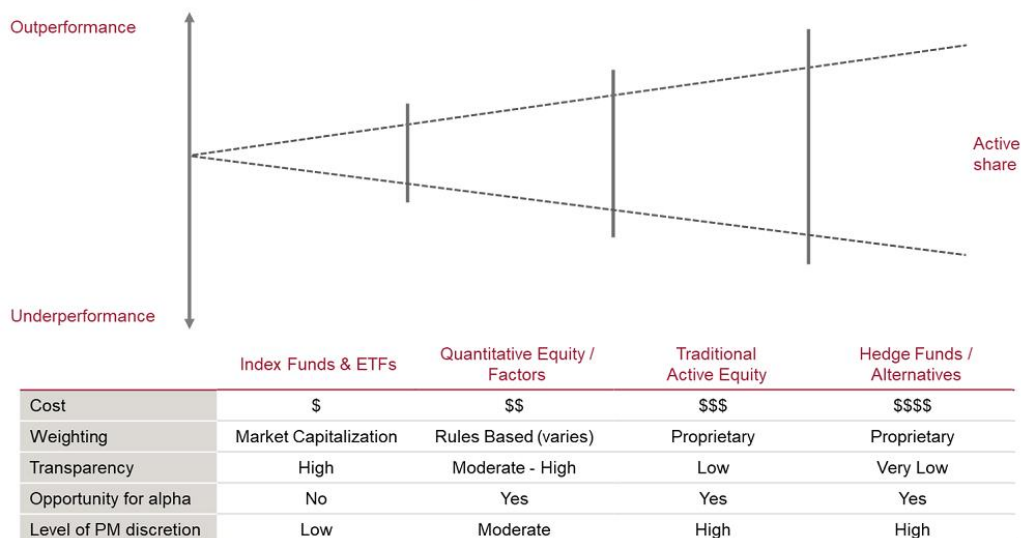 Outperformance
Active
share
Underperformance
Index Funds & ETFs
Quantitative Equity /
Factors
Traditional
Active Equity
Hedge Funds /
Alternatives
Cost $ $$ $$$ $$$$
Weighting Market Capitalization Rules Based (varies) Proprietary Proprietary
Transparency High Moderate - High Low Very Low
Opportunity for alpha No Yes Yes Yes
Level of PM discretion Low Moderate High High